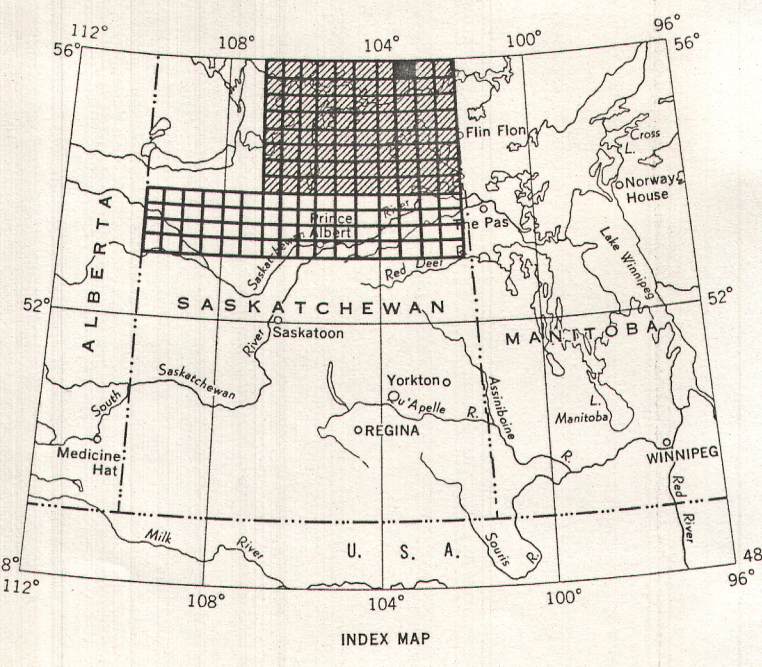 112°
108°
104°
100°
96°
56°
56°
Flin Flon
Cross
L.
Norway
House
River
Prince
Albert
The Pas
Saskatchewan
Red Deer
Lake Winnipeg
ALBERTA
52°
SASKATCHEWAN
52°
MANITOBA
Saskatoon
River
Saskatchewan
South
Yorkton
Qu'Apelle
R.
Assiniboine
L.
Manitoba
REGINA
Medicine
Hat
R.
WINNIPEG
Red
River
Milk
River
U. S. A.
Souris
R.
8°
48
112°
108°
104°
100°
96°
INDEX MAP